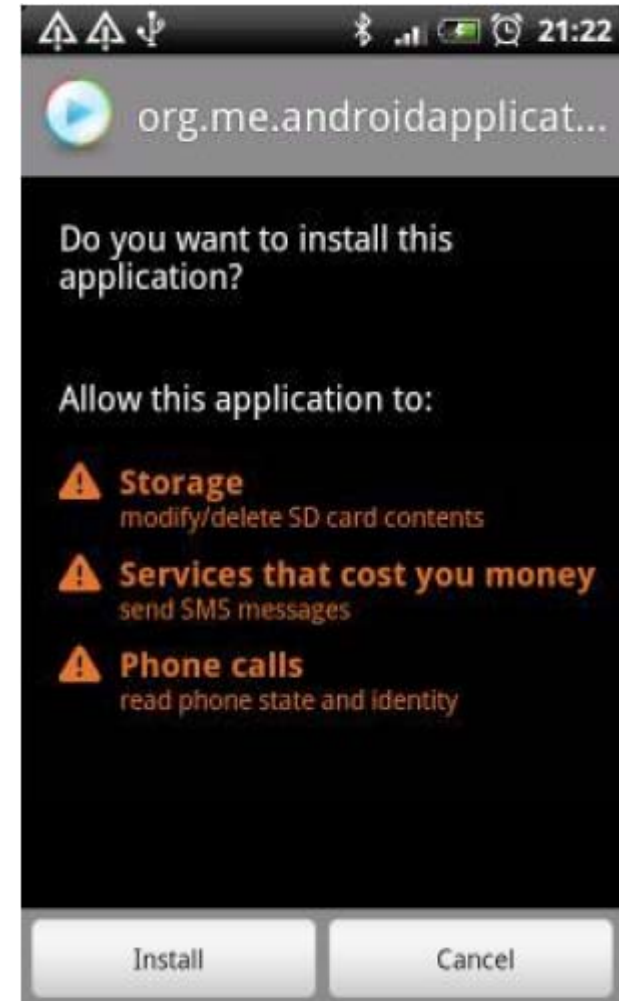 21:22
org.me.androidapplicat...
Do you want to install this
application?
Allow this application to:
Storage
modify/delete SD card contents
Services that cost you money
send SMS messages
Phone calls
read phone state and identity
Install Cancel